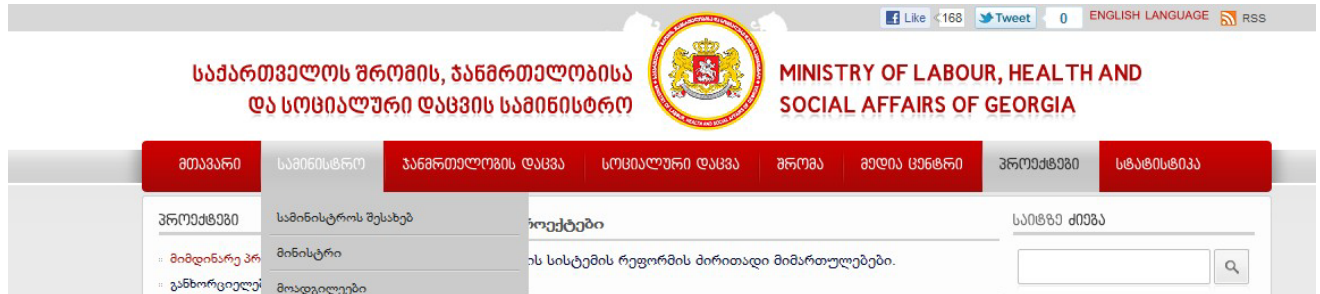 Like 168 Tweet 0 ENGLISH LANGUAGE RSS
საქართველოს შრომის, ჯანმრთელობისა
და სოციალური დაცვის სამინისტრო
MINISTRY OF LABOUR, HEALTH AND
SOCIAL AFFAIRS OF GEORGIA
მთავარი სამინისტრო ჯანმრთელობის დაცვა სოციალური დაცვა შრომა მედია ცენტრი პროექტები სტატისტიკა
პროექტები
სამინისტროს შესახებ
საიტზე ძიება
მიმდინარე
მინისტრი
ის სისტემის რეფორმის ძირითადი მიმართულებები.
მოადგილეები